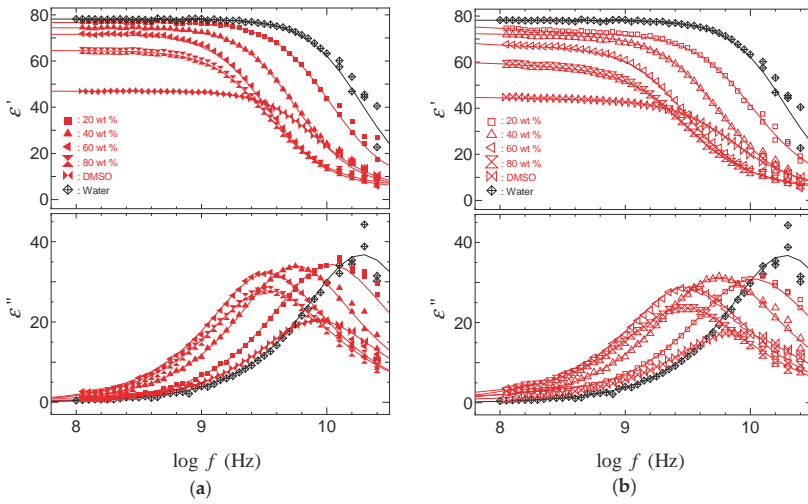 80
60
40
20
0
ε'
: 20 wt %
: 40 wt %
: 60 wt %
: 80 wt %
: DMSO
: Water
40
20
0
ε"
8
9
10
log f (Hz)
(a)
80
60
40
20
0
ε'
: 20 wt %
: 40 wt %
: 60 wt %
: 80 wt %
: DMSO
: Water
40
20
0
ε"
8
9
10
log f (Hz)
(b)